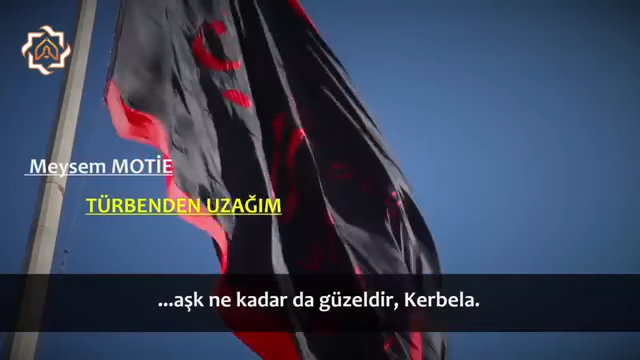 Meysem MOTİE
TÜRBENDEN UZAĞIM
...aşk ne kadar da güzeldir, Kerbela.